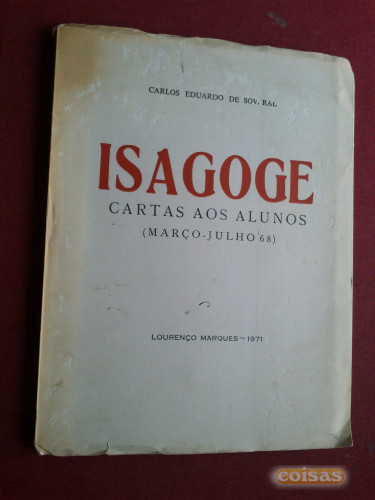 CARLOS EDUARDO DE SOV. RAL
ISAGOGE
CARTAS AOS ALUNOS
(MARÇO-JULHO 68)
LOURENÇO MARQUES — 1971
coisas